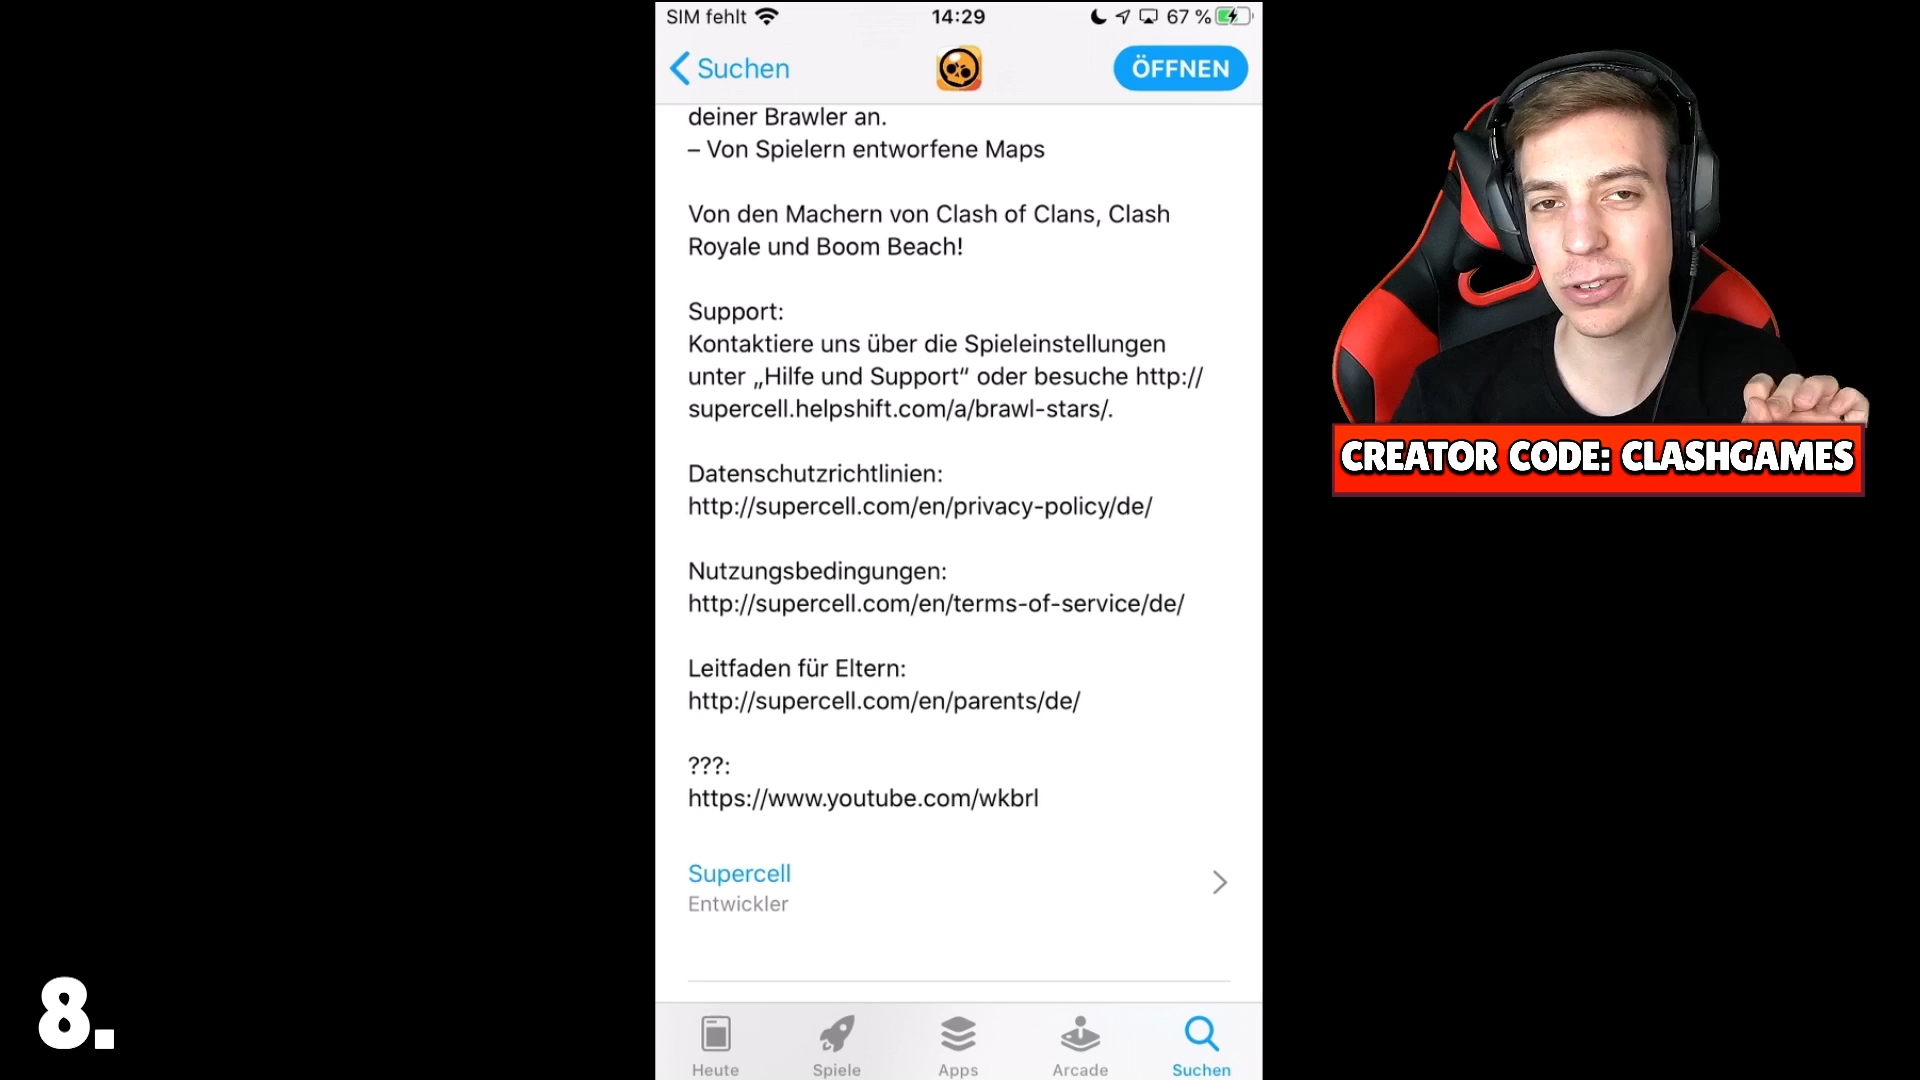 SIM fehlt
14:29
67 %
Suchen
ÖFFNEN
deiner Brawler an.
– Von Spielern entworfene Maps
Von den Machern von Clash of Clans, Clash
Royale und Boom Beach!
Support:
Kontaktiere uns über die Spieleinstellungen
unter „Hilfe und Support“ oder besuche http://
supercell.helpshift.com/a/brawl-stars/.
Datenschutzrichtlinien:
http://supercell.com/en/privacy-policy/de/
Nutzungsbedingungen:
http://supercell.com/en/terms-of-service/de/
Leitfaden für Eltern:
http://supercell.com/en/parents/de/
???:
https://www.youtube.com/wkbrl
Supercell
Entwickler
Heute
Spiele
Apps
Arcade
Suchen
CREATOR CODE: CLASHGAMES
8.